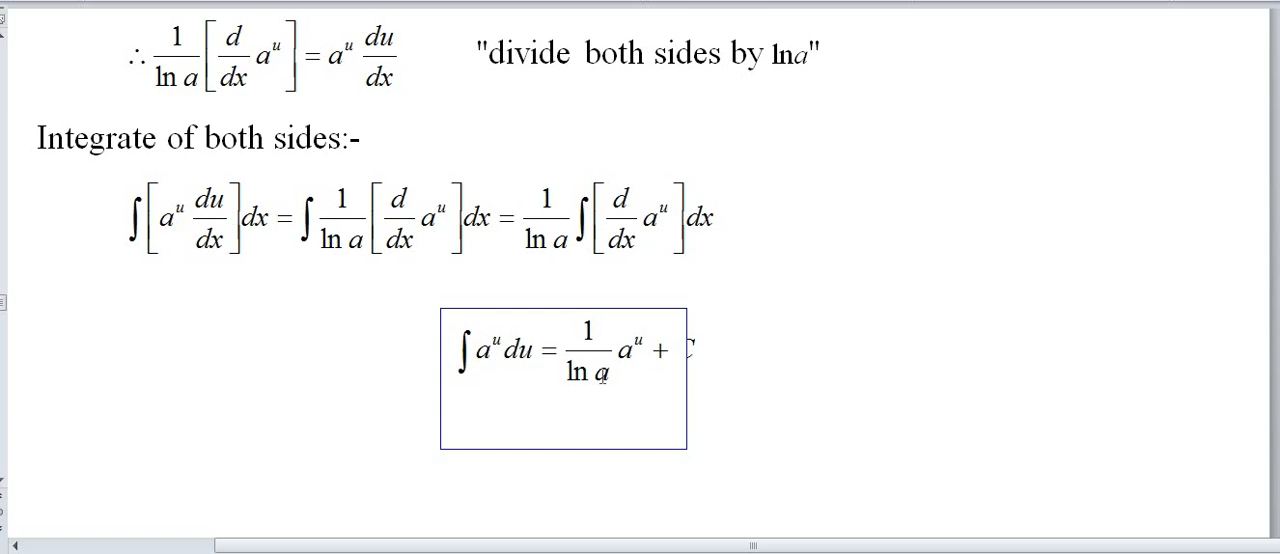 ∴ 1/ln a [d/dx a^u] = a^u du/dx "divide both sides by lna"
Integrate of both sides:-
∫[a^u du/dx]dx = ∫ 1/ln a [d/dx a^u]dx = 1/ln a ∫[d/dx a^u]dx
∫ a^u du = 1/ln a a^u + C